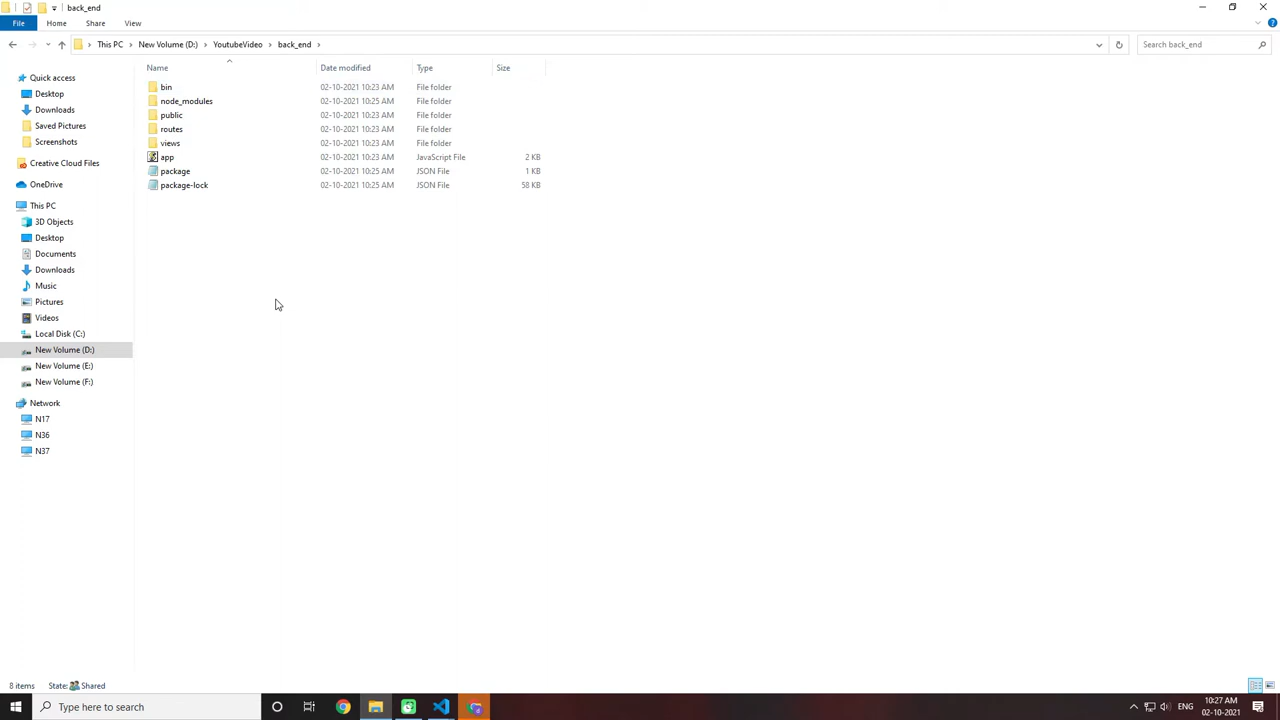 back_end
File Home Share View
This PC New Volume (D:) YoutubeVideo back_end Search back_end
Name Date modified Type Size
Quick access
Desktop
Downloads
Saved Pictures
Screenshots
Creative Cloud Files
OneDrive
This PC
3D Objects
Desktop
Documents
Downloads
Music
Pictures
Videos
Local Disk (C:)
New Volume (D:)
New Volume (E:)
New Volume (F:)
Network
N17
N36
N37
bin 02-10-2021 10:23 AM File folder
node_modules 02-10-2021 10:25 AM File folder
public 02-10-2021 10:23 AM File folder
routes 02-10-2021 10:23 AM File folder
views 02-10-2021 10:23 AM File folder
app 02-10-2021 10:23 AM JavaScript File 2 KB
package 02-10-2021 10:25 AM JSON File 1 KB
package-lock 02-10-2021 10:25 AM JSON File 58 KB
8 items State: Shared
Type here to search
ENG
10:27 AM
02-10-2021